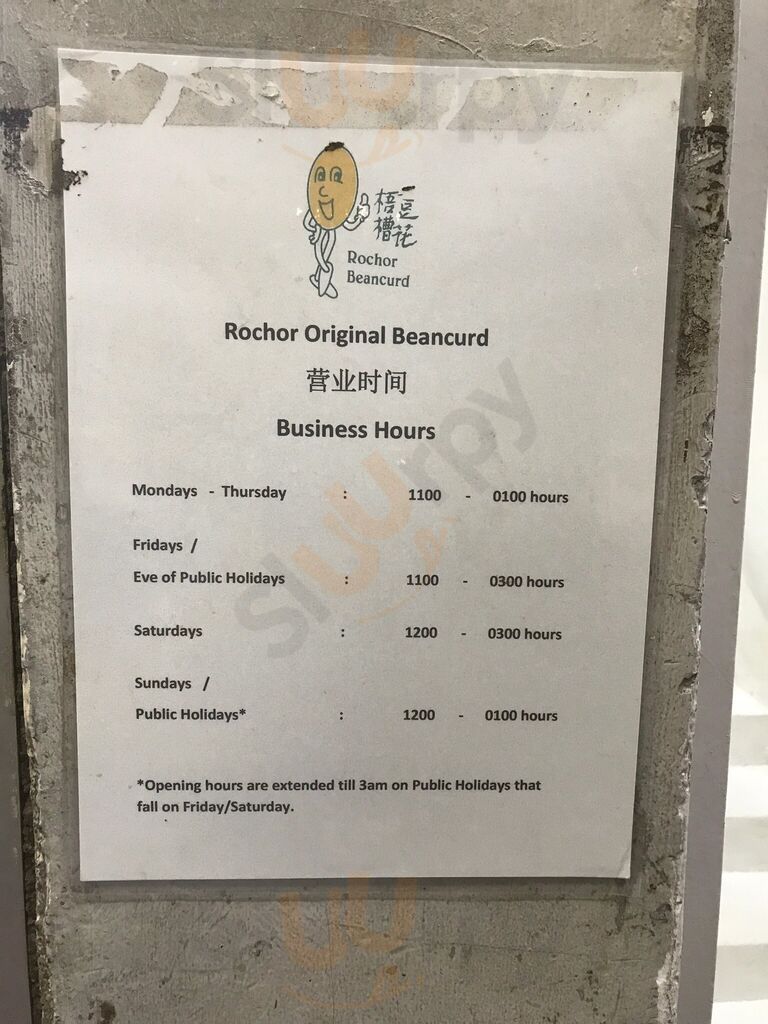 Sluurpy
梧豆
槽花
Rochor
Beancurd
Rochor Original Beancurd
营业时间
Business Hours
Mondays - Thursday : 1100 - 0100 hours
Fridays /
Eve of Public Holidays : 1100 - 0300 hours
Saturdays : 1200 - 0300 hours
Sundays /
Public Holidays* : 1200 - 0100 hours
*Opening hours are extended till 3am on Public Holidays that
fall on Friday/Saturday.
Sluurpy